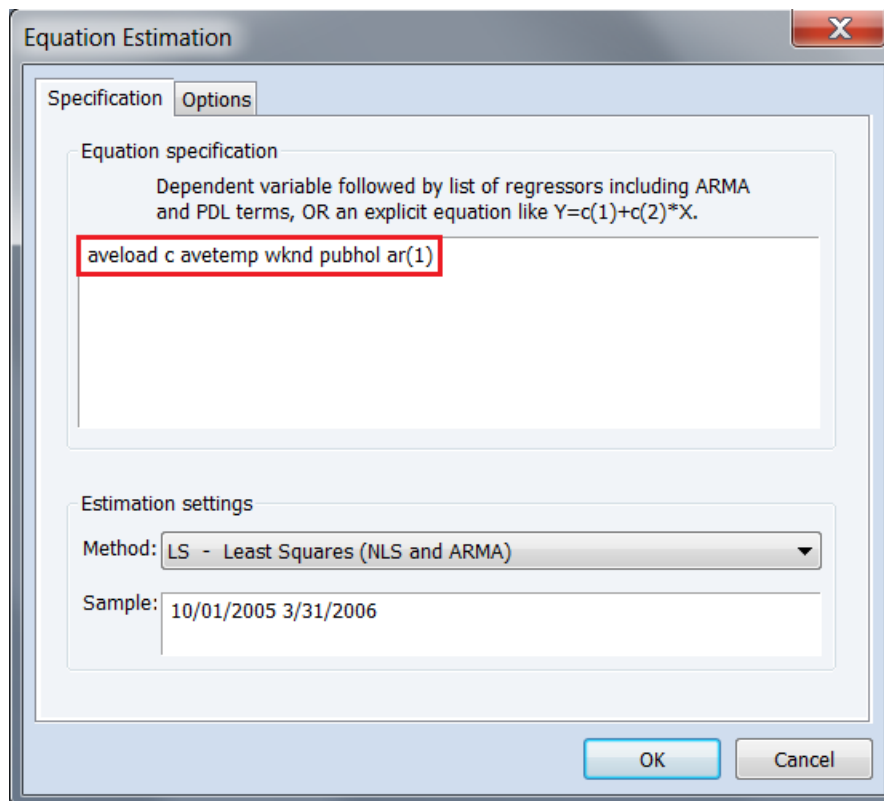 Equation Estimation
Specification
Options
Equation specification
Dependent variable followed by list of regressors including ARMA
and PDL terms, OR an explicit equation like Y=c(1)+c(2)*X.
aveload c avetemp wknd pubhol ar(1)
Estimation settings
Method: LS - Least Squares (NLS and ARMA)
Sample: 10/01/2005 3/31/2006
OK
Cancel